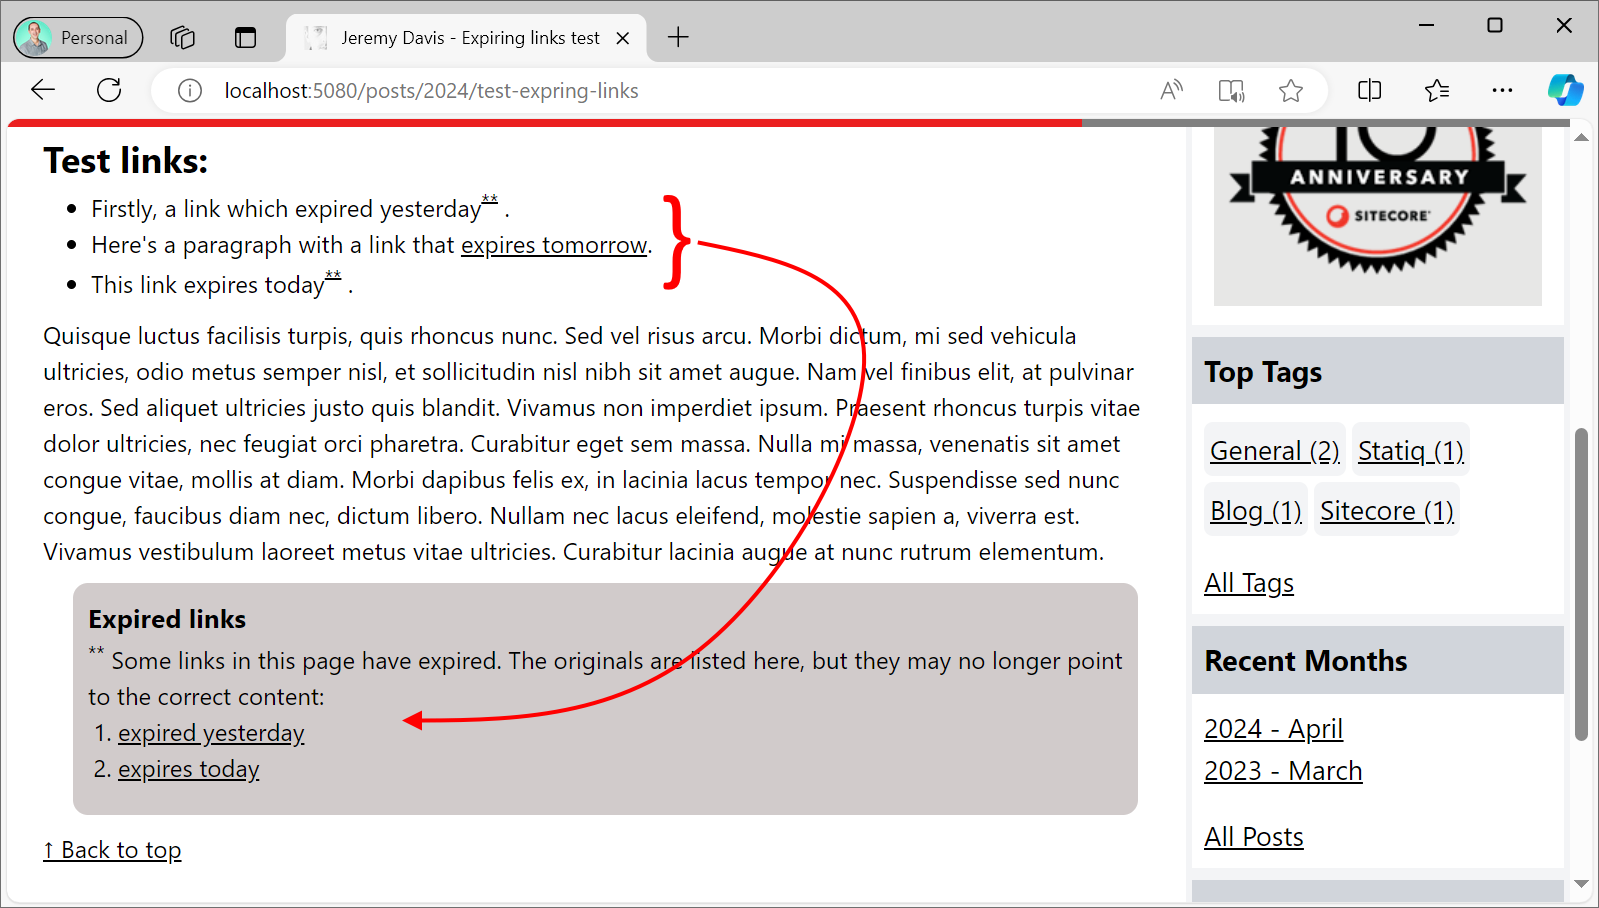 Personal
Jeremy Davis - Expiring links test
localhost:5080/posts/2024/test-expring-links
Test links:
Firstly, a link which expired yesterday** .
Here's a paragraph with a link that expires tomorrow.
This link expires today** .
Quisque luctus facilisis turpis, quis rhoncus nunc. Sed vel risus arcu. Morbi dictum, mi sed vehicula
ultricies, odio metus semper nisl, et sollicitudin nisl nibh sit amet augue. Nam vel finibus elit, at pulvinar
eros. Sed aliquet ultricies justo quis blandit. Vivamus non imperdiet ipsum. Praesent rhoncus turpis vitae
dolor ultricies, nec feugiat orci pharetra. Curabitur eget sem massa. Nulla mi massa, venenatis sit amet
congue vitae, mollis at diam. Morbi dapibus felis ex, in lacinia lacus tempor nec. Suspendisse sed nunc
congue, faucibus diam nec, dictum libero. Nullam nec lacus eleifend, molestie sapien a, viverra est.
Vivamus vestibulum laoreet metus vitae ultricies. Curabitur lacinia augue at nunc rutrum elementum.
Expired links
** Some links in this page have expired. The originals are listed here, but they may no longer point
to the correct content:
1. expired yesterday
2. expires today
↑ Back to top
ANNIVERSARY
SITECORE
Top Tags
General (2) Statiq (1)
Blog (1) Sitecore (1)
All Tags
Recent Months
2024 - April
2023 - March
All Posts